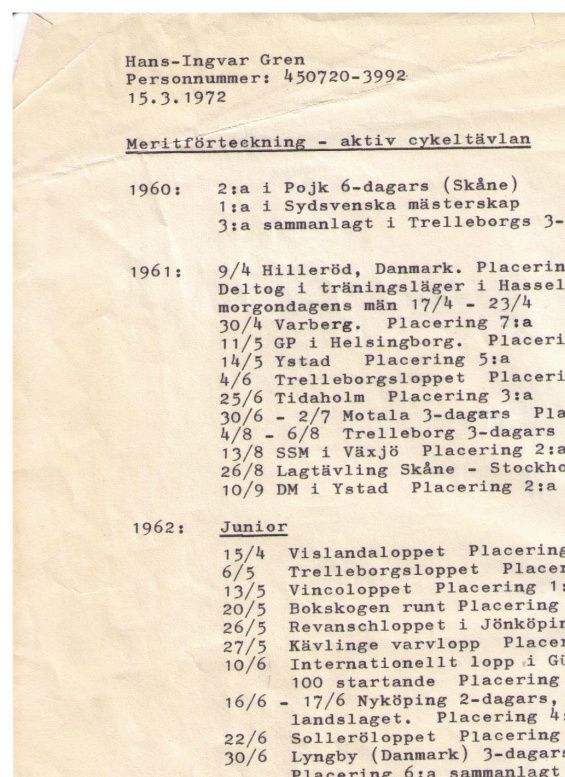 Hans-Ingvar Gren
Personnummer: 450720-3992
15.3.1972
Meritförteckning - aktiv cykeltävlan
1960: 2:a i Pojk 6-dagars (Skåne)
1:a i Sydsvenska mästerskap
3:a sammanlagt i Trelleborgs 3-
1961: 9/4 Hilleröd, Danmark. Placerin
Deltog i träningsläger i Hassel
morgondagens män 17/4 - 23/4
30/4 Varberg. Placering 7:a
11/5 GP i Helsingborg. Placeri
14/5 Ystad Placering 5:a
4/6 Trelleborgsloppet Placeri
25/6 Tidaholm Placering 3:a
30/6 - 2/7 Motala 3-dagars Pla
4/8 - 6/8 Trelleborg 3-dagars
13/8 SSM i Växjö Placering 2:a
26/8 Lagtävling Skåne - Stockho
10/9 DM i Ystad Placering 2:a
1962: Junior
15/4 Vislandaloppet Placering
6/5 Trelleborgsloppet Placer
13/5 Vincoloppet Placering 1:
20/5 Bokskogen runt Placering
26/5 Revanschloppet i Jönköpin
27/5 Kävlinge varvlopp Placer
10/6 Internationellt lopp i Gö
100 startande Placering
16/6 - 17/6 Nyköping 2-dagars,
landslaget. Placering 4:
22/6 Solleröloppet Placering
30/6 Lyngby (Danmark) 3-dagars
Placering 6:a sammanlagt